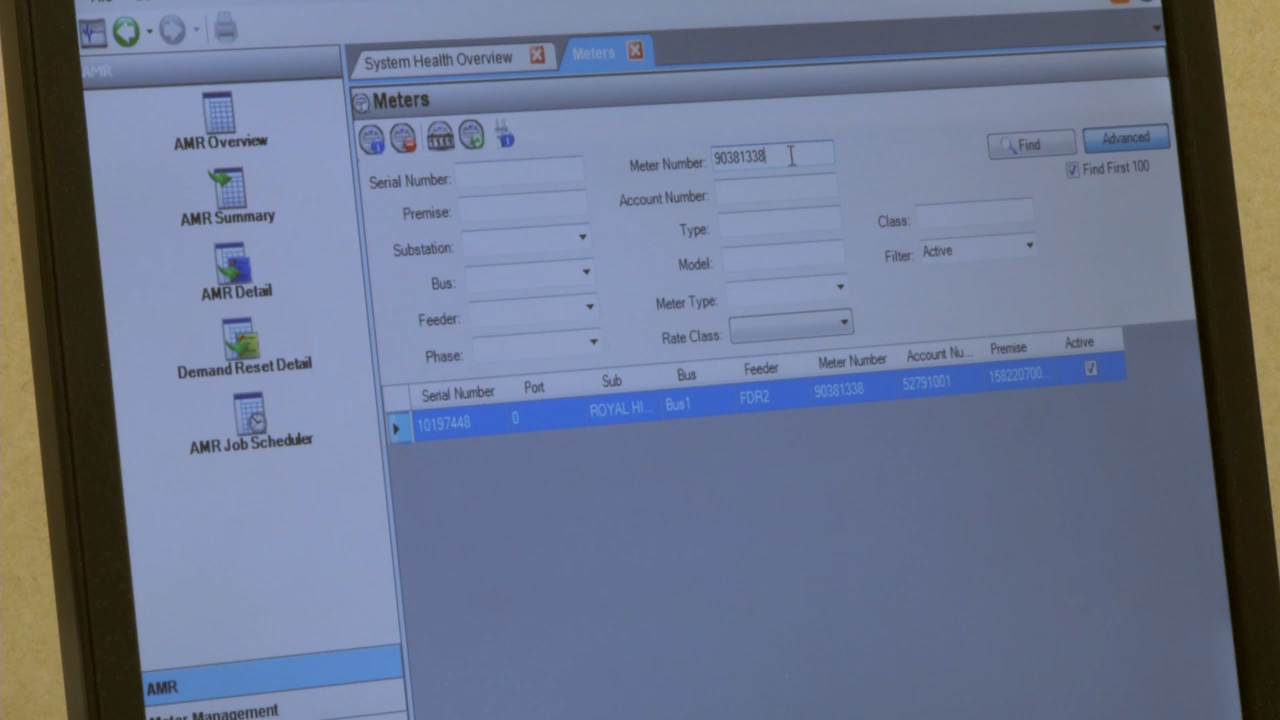 System Health Overview
Meters
AMR
Meters
AMR Overview
AMR Summary
AMR Detail
Demand Reset Detail
AMR Job Scheduler
AMR
Meter Management
Serial Number:
Premise:
Substation:
Bus:
Feeder:
Phase:
Meter Number: 90381338
Account Number:
Type:
Model:
Meter Type:
Rate Class:
Class:
Filter: Active
Find
Advanced
Find First 100
Serial Number Port Sub Bus Feeder Meter Number Account Nu... Premise Active
10197448 0 ROYAL HI... Bus1 FDR2 90381338 52791001 158220700...